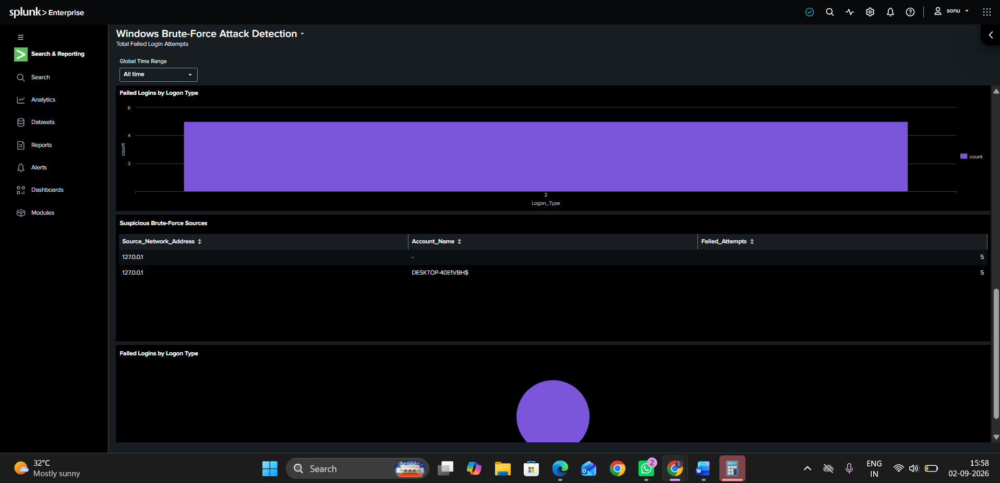 splunk>Enterprise
sonu
Windows Brute-Force Attack Detection
Total Failed Login Attempts
Search & Reporting
Search
Analytics
Datasets
Reports
Alerts
Dashboards
Modules
Global Time Range
All time
Failed Logins by Logon Type
6
4
2
count
2
Logon_Type
count
Suspicious Brute-Force Sources
Source_Network_Address Account_Name Failed_Attempts
127.0.0.1 - 5
127.0.0.1 DESKTOP-40E1VBH$ 5
Failed Logins by Logon Type
32°C
Mostly sunny
Search
2
1
ENG
IN
15:58
02-09-2026